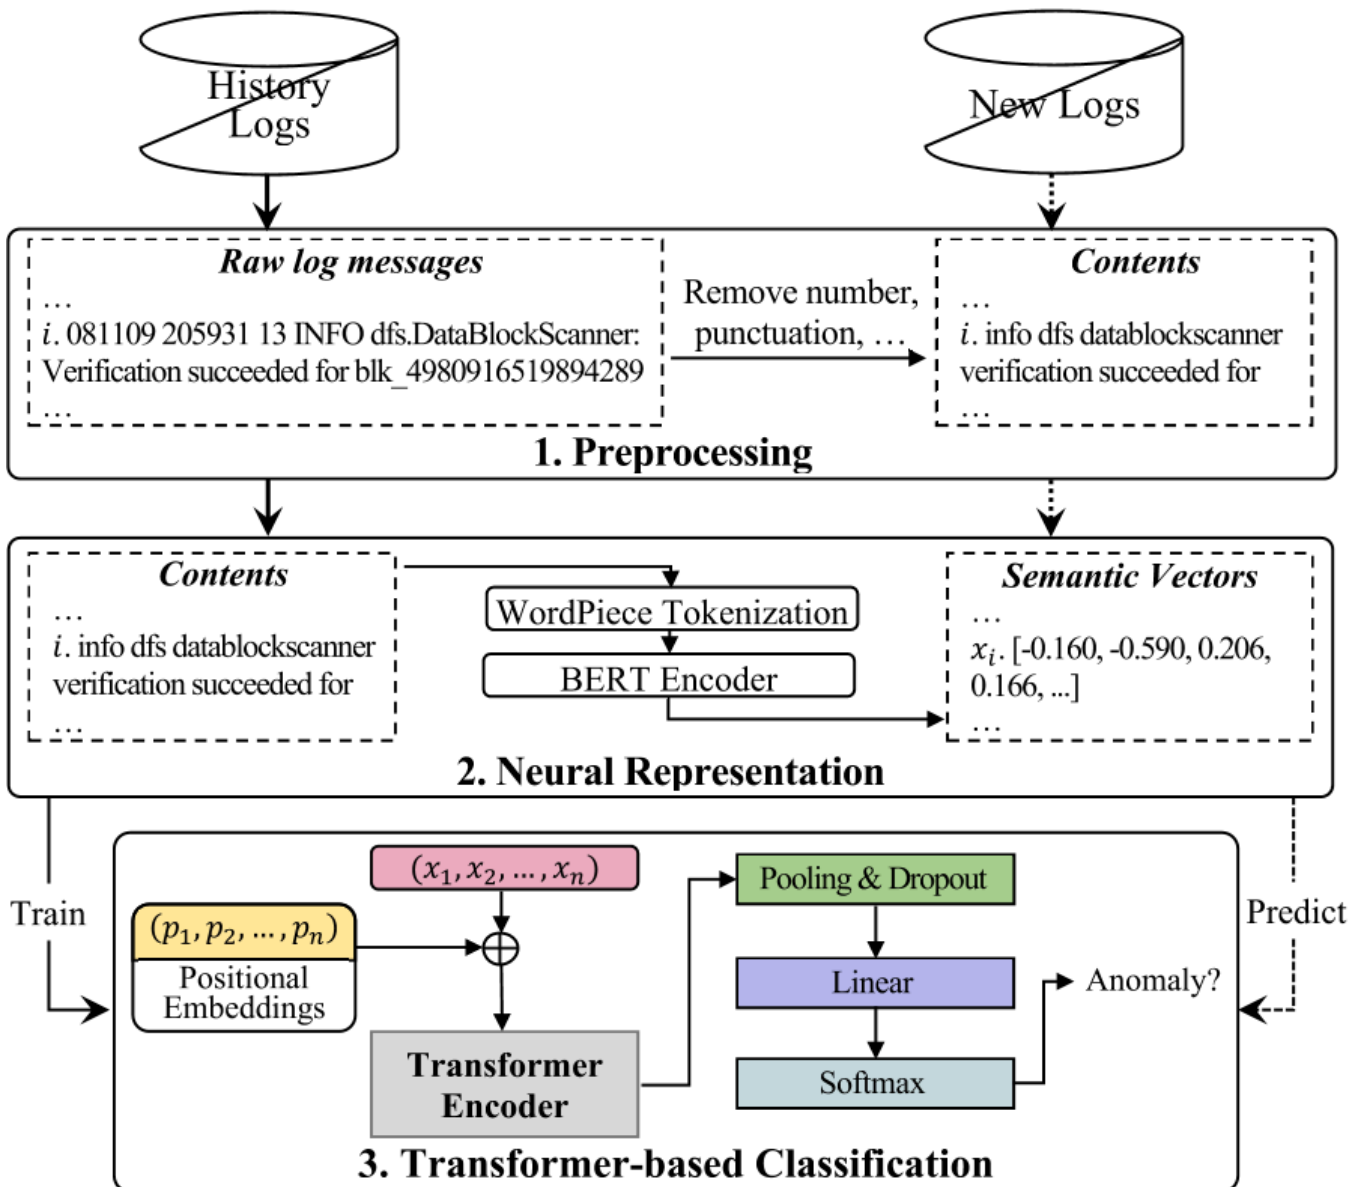 History
Logs
New Logs
Raw log messages
...
i. 081109 205931 13 INFO dfs.DataBlockScanner:
Verification succeeded for blk_4980916519894289
...
Remove number,
punctuation, ...
Contents
...
i. info dfs datablockscanner
verification succeeded for
...
1. Preprocessing
Contents
...
i. info dfs datablockscanner
verification succeeded for
...
WordPiece Tokenization
BERT Encoder
Semantic Vectors
...
xᵢ. [-0.160, -0.590, 0.206,
0.166, ...]
...
2. Neural Representation
Train
(x₁, x₂, ..., xₙ)
(p₁, p₂, ..., pₙ)
Positional
Embeddings
Transformer
Encoder
Pooling & Dropout
Linear
Softmax
Anomaly?
Predict
3. Transformer-based Classification